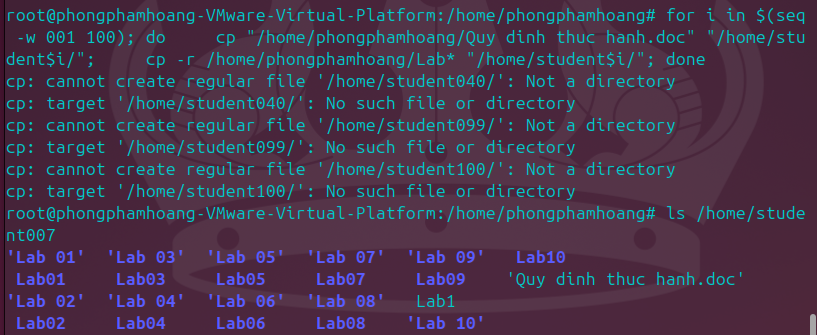 root@phongphamhoang-VMware-Virtual-Platform:/home/phongphamhoang# for i in $(seq
 -w 001 100); do     cp "/home/phongphamhoang/Quy dinh thuc hanh.doc" "/home/stu
dent$i/";     cp -r /home/phongphamhoang/Lab* "/home/student$i/"; done
cp: cannot create regular file '/home/student040/': Not a directory
cp: target '/home/student040/': No such file or directory
cp: cannot create regular file '/home/student099/': Not a directory
cp: target '/home/student099/': No such file or directory
cp: cannot create regular file '/home/student100/': Not a directory
cp: target '/home/student100/': No such file or directory
root@phongphamhoang-VMware-Virtual-Platform:/home/phongphamhoang# ls /home/stude
nt007
'Lab 01'  'Lab 03'  'Lab 05'  'Lab 07'  'Lab 09'   Lab10
 Lab01     Lab03     Lab05     Lab07     Lab09    'Quy dinh thuc hanh.doc'
'Lab 02'  'Lab 04'  'Lab 06'  'Lab 08'   Lab1
 Lab02     Lab04     Lab06     Lab08    'Lab 10'